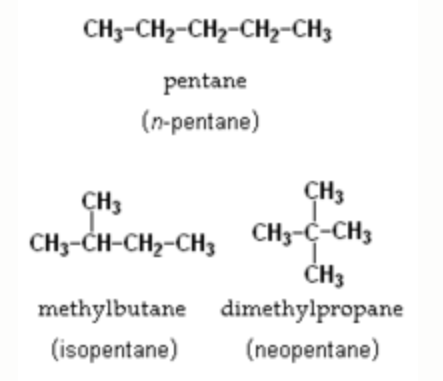 CH₃-CH₂-CH₂-CH₂-CH₃
pentane
(n-pentane)
CH₃
CH₃-CH-CH₂-CH₃
methylbutane
(isopentane)
CH₃
CH₃-C-CH₃
CH₃
dimethylpropane
(neopentane)